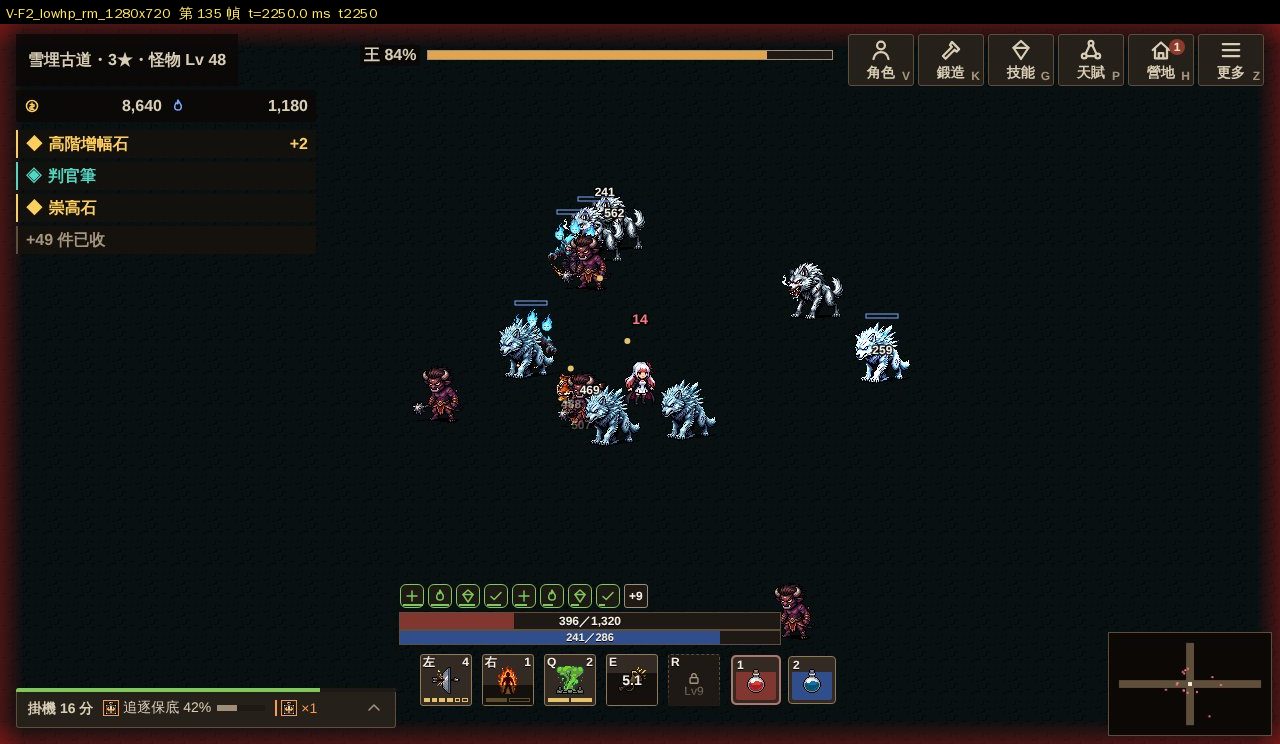 V-F2_lowhp_rm_1280x720 第 135 幀 t=2250.0 ms t2250
雪埋古道・3★・怪物 Lv 48
王 84%
角色 V
鍛造 K
技能 G
天賦 P
營地 H 1
更多 Z
8,640 1,180
高階增幅石 +2
判官筆
崇高石
+49 件已收
241
562
14
259
469
507
+9
396／1,320
241／286
左 4
右 1
Q 2
E 5.1
R Lv9
1
2
掛機 16 分 追逐保底 42% ×1